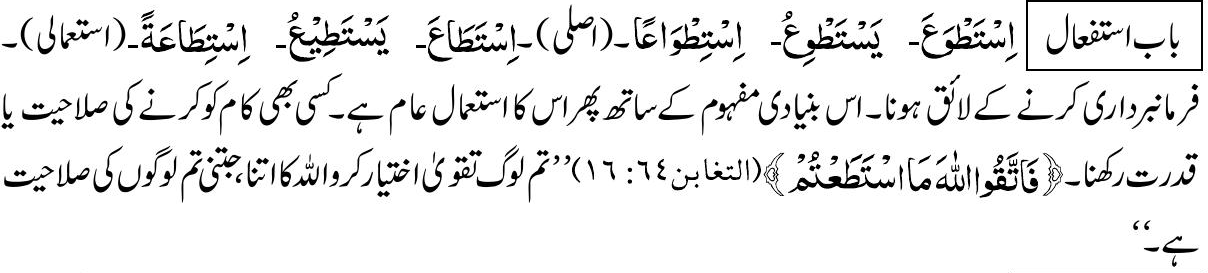 باب استفعال اِسْتَطْوَعَ۔ یَسْتَطْوِعُ۔ اِسْتِطْوَاعًا۔(اصلی)۔اِسْتَطَاعَ۔ یَسْتَطِیْعُ۔ اِسْتِطَاعَةً۔(استعمالی)۔
فرمانبرداری کرنے کے لائق ہونا۔ اس بنیادی مفہوم کے ساتھ پھر اس کا استعمال عام ہے۔ کسی بھی کام کو کرنے کی صلاحیت یا
قدرت رکھنا۔﴿فَاتَّقُوا اللهَ مَا اسْتَطَعْتُمْ﴾(التغابن ٦٤ : ١٦)’’تم لوگ تقویٰ اختیار کرو اللہ کا اتنا، جتنی تم لوگوں کی صلاحیت
ہے۔‘‘